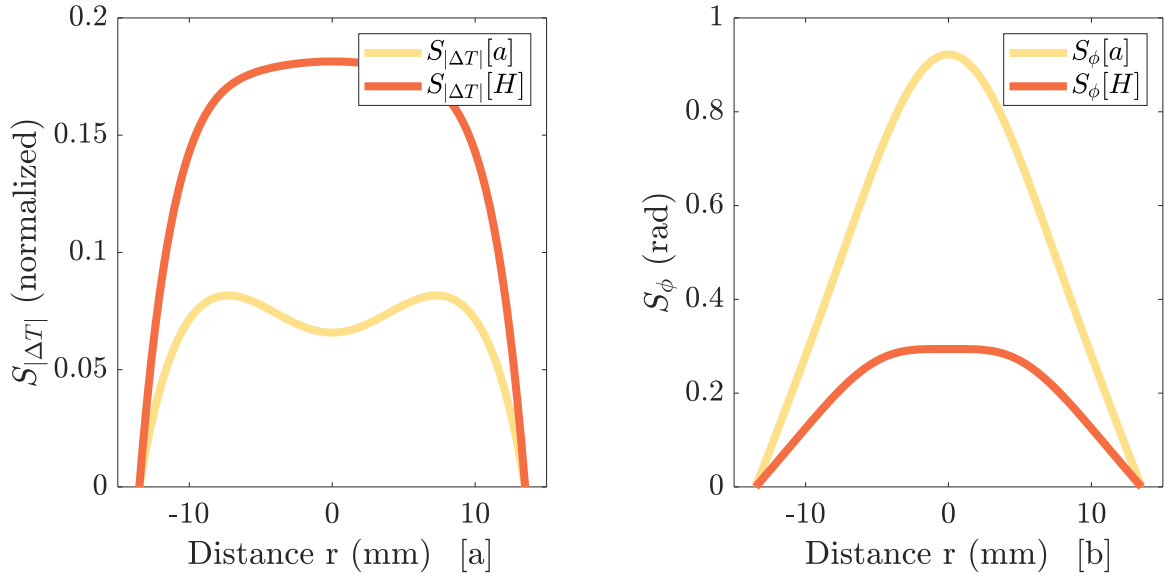 0.2
0.15
0.1
0.05
0
S_{|ΔT|} (normalized)
S_{|ΔT|}[a]
S_{|ΔT|}[H]
-10 0 10
Distance r (mm) [a]
1
0.8
0.6
0.4
0.2
0
S_ϕ (rad)
S_ϕ[a]
S_ϕ[H]
-10 0 10
Distance r (mm) [b]